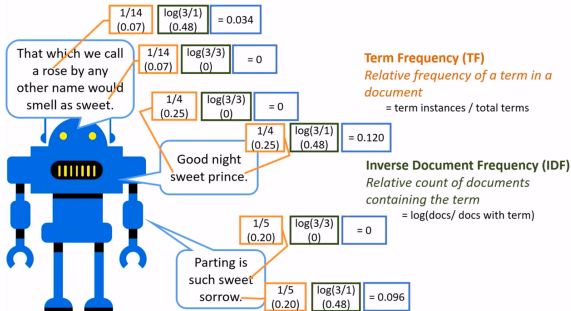 1/14
(0.07)
log(3/1)
(0.48)
= 0.034
That which we call
a rose by any
other name would
smell as sweet.
1/14
(0.07)
log(3/3)
(0)
= 0
1/4
(0.25)
log(3/3)
(0)
= 0
1/4
(0.25)
log(3/1)
(0.48)
= 0.120
Good night
sweet prince.
1/5
(0.20)
log(3/3)
(0)
= 0
Parting is
such sweet
sorrow.
1/5
(0.20)
log(3/1)
(0.48)
= 0.096
Term Frequency (TF)
Relative frequency of a term in a
document
= term instances / total terms
Inverse Document Frequency (IDF)
Relative count of documents
containing the term
= log(docs/ docs with term)